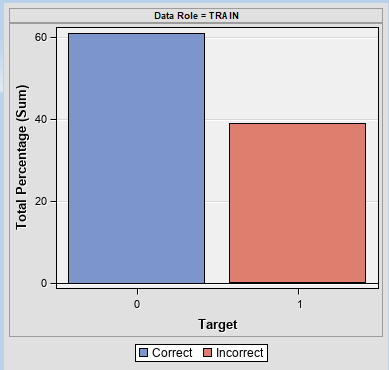 Data Role = TRAIN
Total Percentage (Sum)
60
40
20
0
0 1
Target
Correct Incorrect